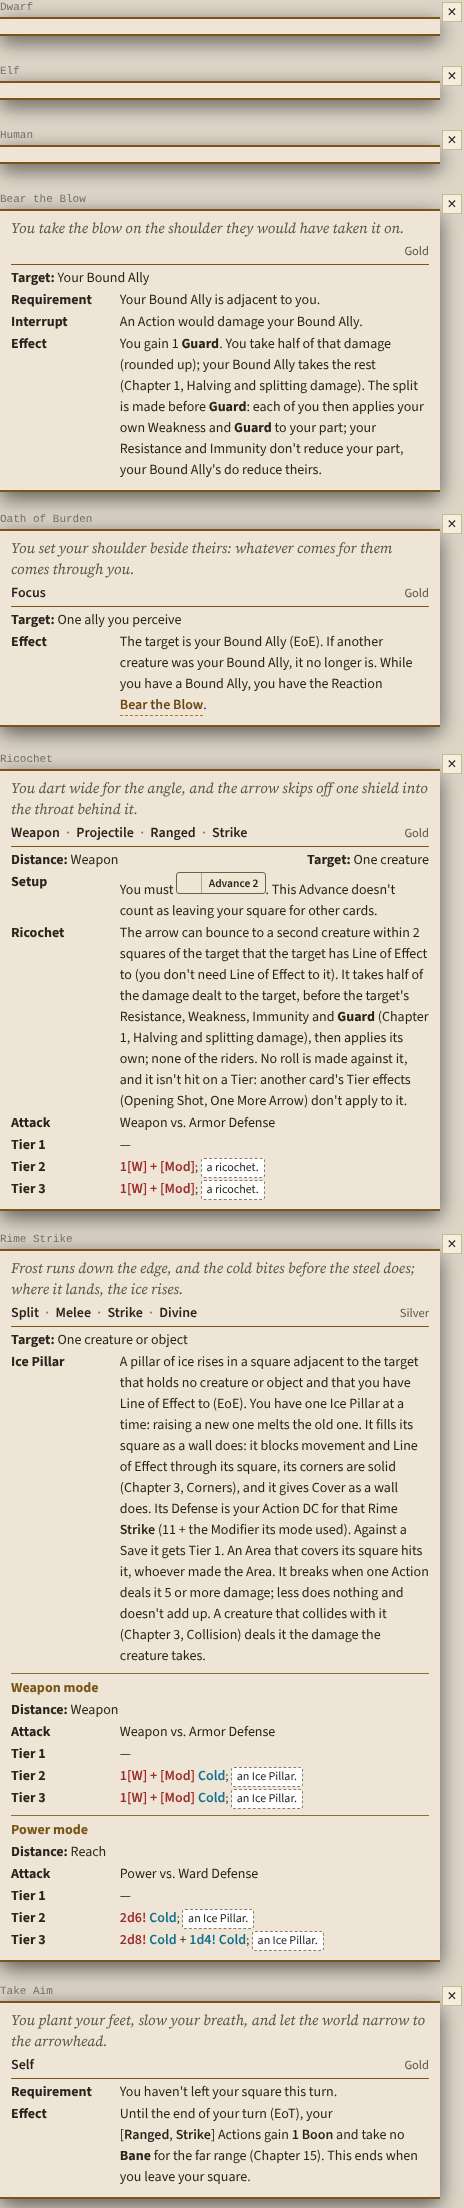 Dwarf
✕
Elf
✕
Human
✕
Bear the Blow
✕
You take the blow on the shoulder they would have taken it on.
Gold
Target: Your Bound Ally
Requirement Your Bound Ally is adjacent to you.
Interrupt An Action would damage your Bound Ally.
Effect You gain 1 Guard. You take half of that damage
(rounded up); your Bound Ally takes the rest
(Chapter 1, Halving and splitting damage). The split
is made before Guard: each of you then applies your
own Weakness and Guard to your part; your
Resistance and Immunity don't reduce your part,
your Bound Ally's do reduce theirs.
Oath of Burden
✕
You set your shoulder beside theirs: whatever comes for them
comes through you.
Focus Gold
Target: One ally you perceive
Effect The target is your Bound Ally (EoE). If another
creature was your Bound Ally, it no longer is. While
you have a Bound Ally, you have the Reaction
Bear the Blow.
Ricochet
✕
You dart wide for the angle, and the arrow skips off one shield into
the throat behind it.
Weapon · Projectile · Ranged · Strike Gold
Distance: Weapon Target: One creature
Setup You must Advance 2. This Advance doesn't
count as leaving your square for other cards.
Ricochet The arrow can bounce to a second creature within 2
squares of the target that the target has Line of Effect
to (you don't need Line of Effect to it). It takes half of
the damage dealt to the target, before the target's
Resistance, Weakness, Immunity and Guard (Chapter
1, Halving and splitting damage), then applies its
own; none of the riders. No roll is made against it,
and it isn't hit on a Tier: another card's Tier effects
(Opening Shot, One More Arrow) don't apply to it.
Attack Weapon vs. Armor Defense
Tier 1 —
Tier 2 1[W] + [Mod]; a ricochet.
Tier 3 1[W] + [Mod]; a ricochet.
Rime Strike
✕
Frost runs down the edge, and the cold bites before the steel does;
where it lands, the ice rises.
Split · Melee · Strike · Divine Silver
Target: One creature or object
Ice Pillar A pillar of ice rises in a square adjacent to the target
that holds no creature or object and that you have
Line of Effect to (EoE). You have one Ice Pillar at a
time: raising a new one melts the old one. It fills its
square as a wall does: it blocks movement and Line
of Effect through its square, its corners are solid
(Chapter 3, Corners), and it gives Cover as a wall
does. Its Defense is your Action DC for that Rime
Strike (11 + the Modifier its mode used). Against a
Save it gets Tier 1. An Area that covers its square hits
it, whoever made the Area. It breaks when one Action
deals it 5 or more damage; less does nothing and
doesn't add up. A creature that collides with it
(Chapter 3, Collision) deals it the damage the
creature takes.
Weapon mode
Distance: Weapon
Attack Weapon vs. Armor Defense
Tier 1 —
Tier 2 1[W] + [Mod] Cold; an Ice Pillar.
Tier 3 1[W] + [Mod] Cold; an Ice Pillar.
Power mode
Distance: Reach
Attack Power vs. Ward Defense
Tier 1 —
Tier 2 2d6! Cold; an Ice Pillar.
Tier 3 2d8! Cold + 1d4! Cold; an Ice Pillar.
Take Aim
✕
You plant your feet, slow your breath, and let the world narrow to
the arrowhead.
Self Gold
Requirement You haven't left your square this turn.
Effect Until the end of your turn (EoT), your
[Ranged, Strike] Actions gain 1 Boon and take no
Bane for the far range (Chapter 15). This ends when
you leave your square.